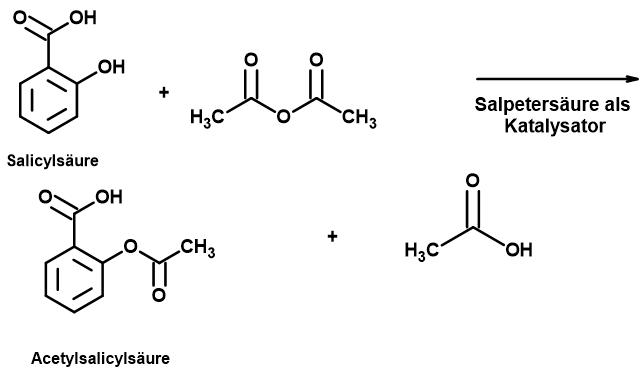 O OH
O O
OH
+
H₃C O CH₃
Salpetersäure als
Katalysator
Salicylsäure
O OH
O CH₃
O
+
O
H₃C OH
Acetylsalicylsäure